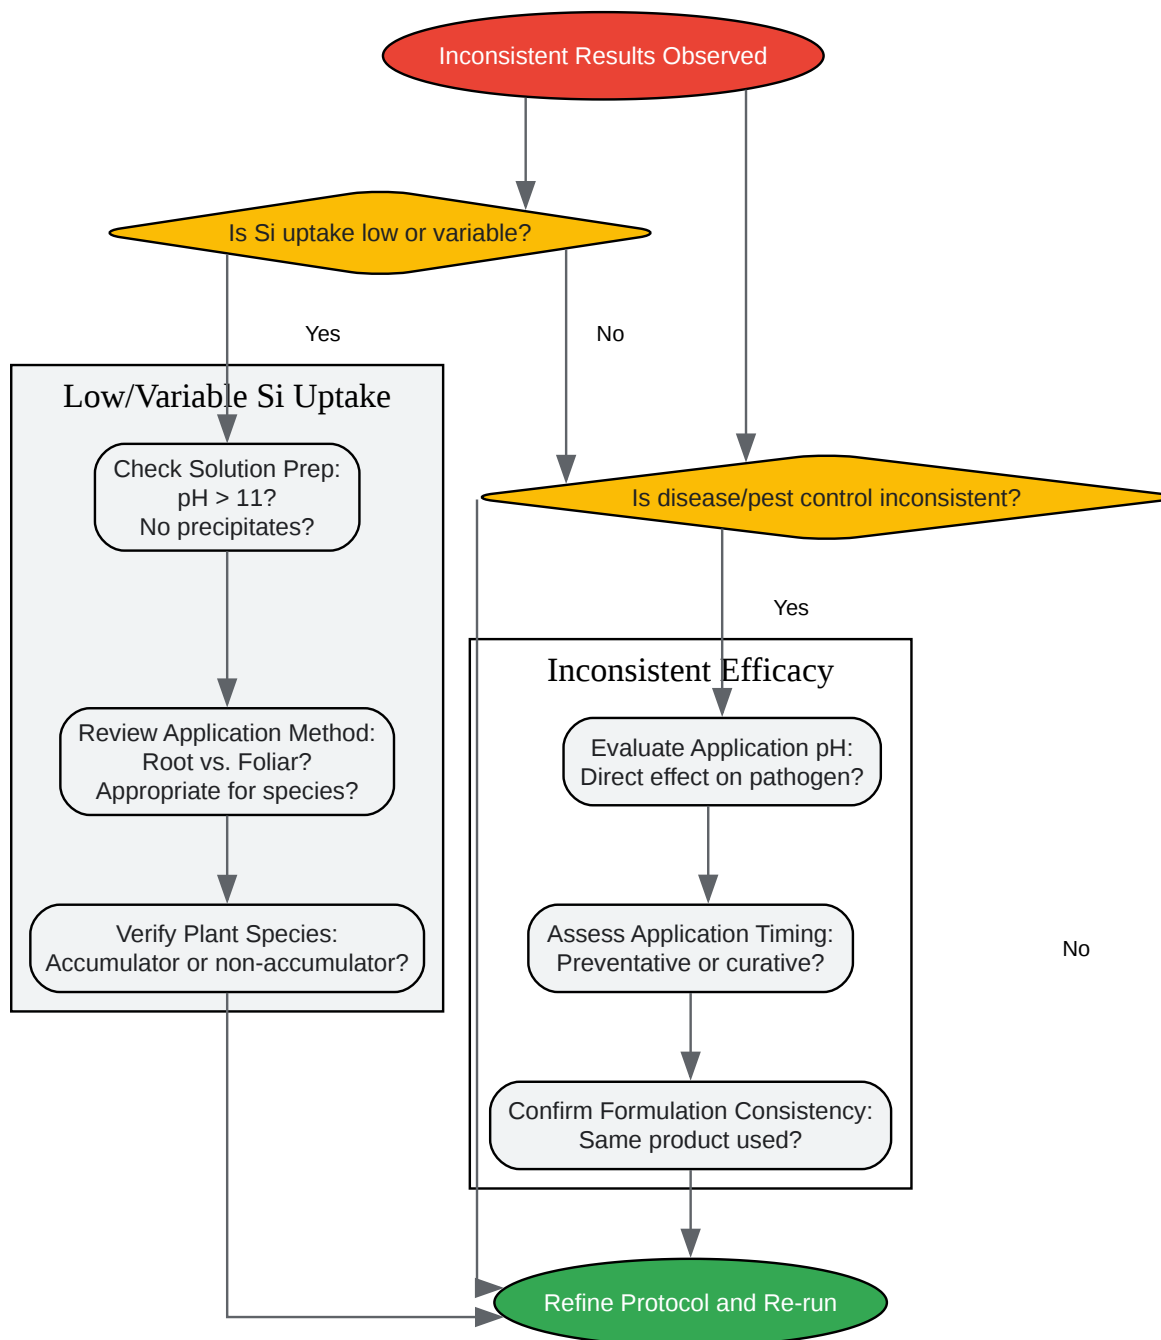 Inconsistent Results Observed
Is Si uptake low or variable?
Yes
No
Low/Variable Si Uptake
Check Solution Prep:
pH > 11?
No precipitates?
Is disease/pest control inconsistent?
Yes
Inconsistent Efficacy
Review Application Method:
Root vs. Foliar?
Appropriate for species?
Evaluate Application pH:
Direct effect on pathogen?
Verify Plant Species:
Accumulator or non-accumulator?
Assess Application Timing:
Preventative or curative?
No
Confirm Formulation Consistency:
Same product used?
Refine Protocol and Re-run